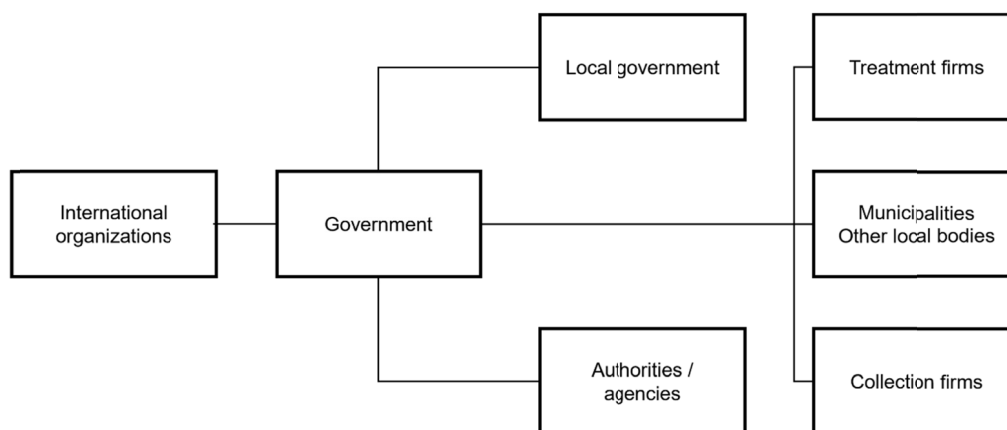 Local government
Treatment firms
International
organizations
Government
Municipalities
Other local bodies
Authorities /
agencies
Collection firms